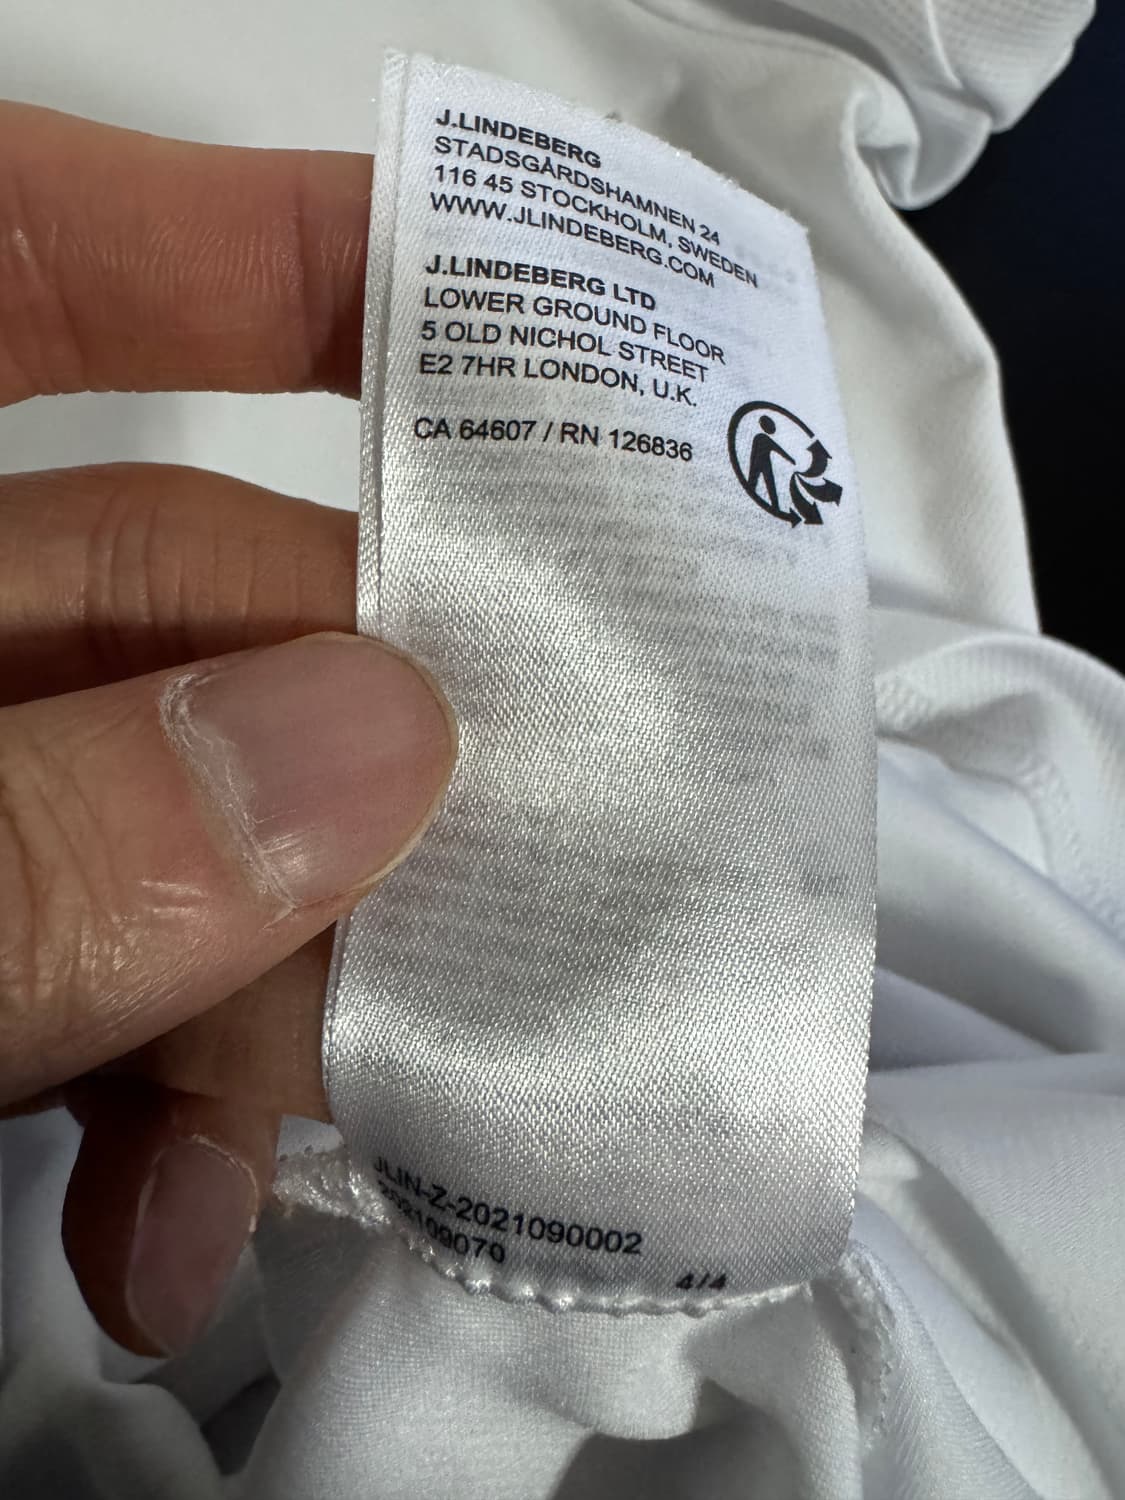 J.LINDEBERG
STADSGÅRDSHAMNEN 24
116 45 STOCKHOLM, SWEDEN
WWW.JLINDEBERG.COM
J.LINDEBERG LTD
LOWER GROUND FLOOR
5 OLD NICHOL STREET
E2 7HR LONDON, U.K.
CA 64607 / RN 126836
JLIN-Z-2021090002
202109070
4/4